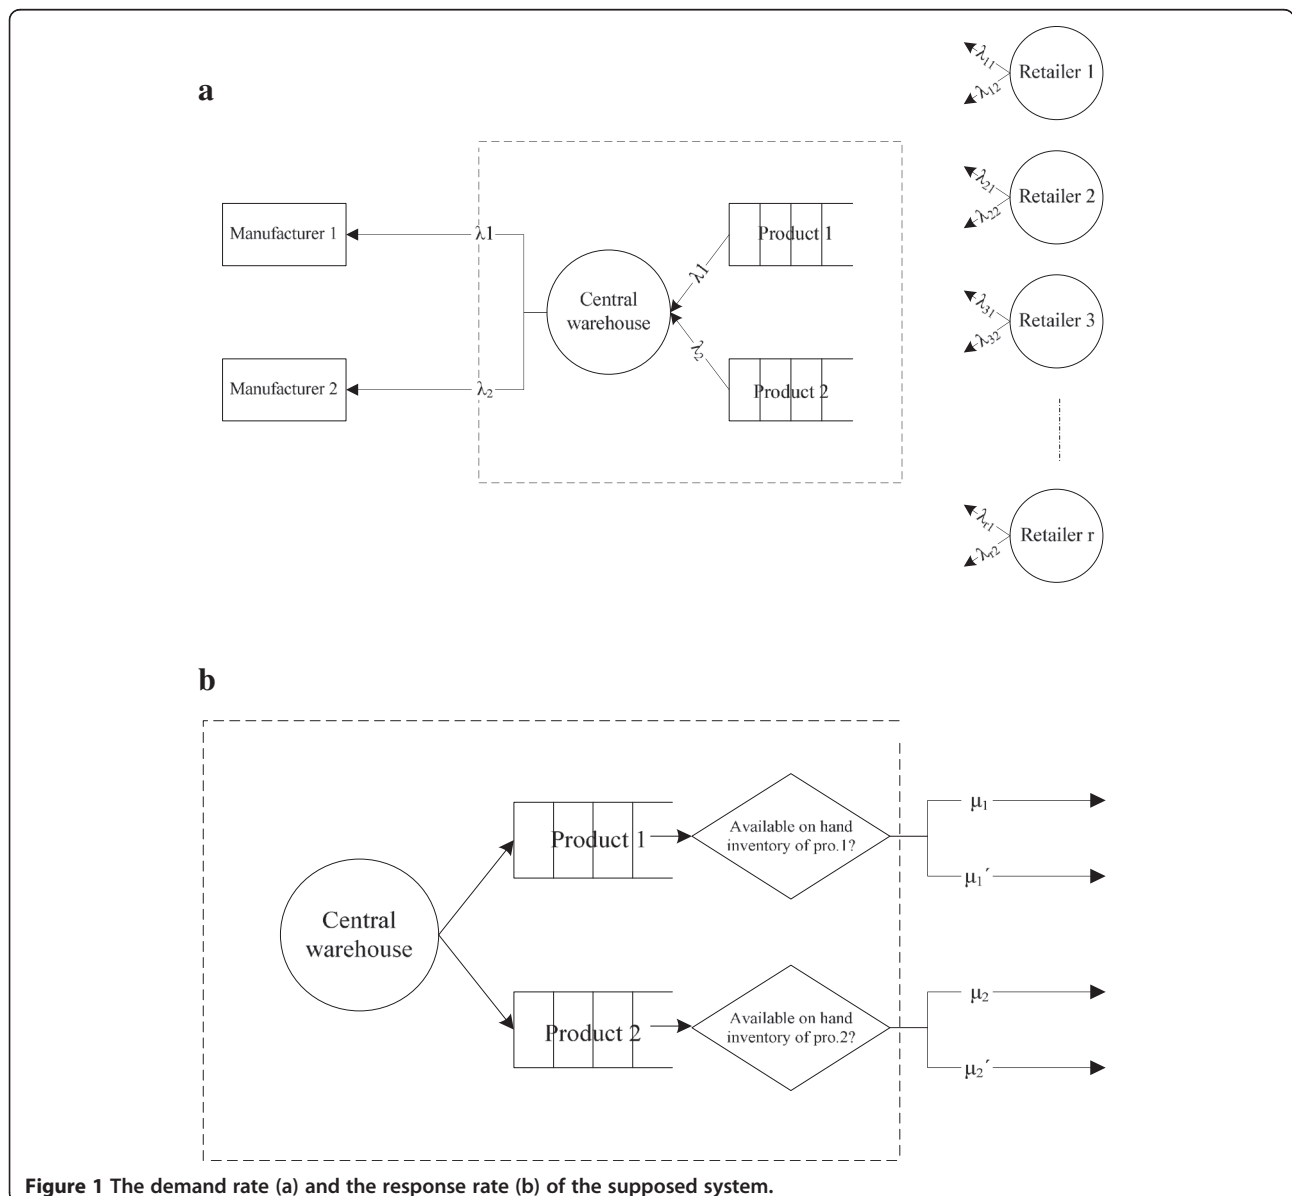 a
Retailer 1
λ₁₁
λ₁₂
Retailer 2
λ₂₁
λ₂₂
Retailer 3
λ₃₁
λ₃₂
Retailer r
λᵣ₁
λᵣ₂
Manufacturer 1
λ1
Product 1
λ1
Central
warehouse
Manufacturer 2
λ₂
Product 2
λ₂
b
Central
warehouse
Product 1
Available on hand
inventory of pro.1?
μ₁
μ₁´
Product 2
Available on hand
inventory of pro.2?
μ₂
μ₂´
Figure 1 The demand rate (a) and the response rate (b) of the supposed system.